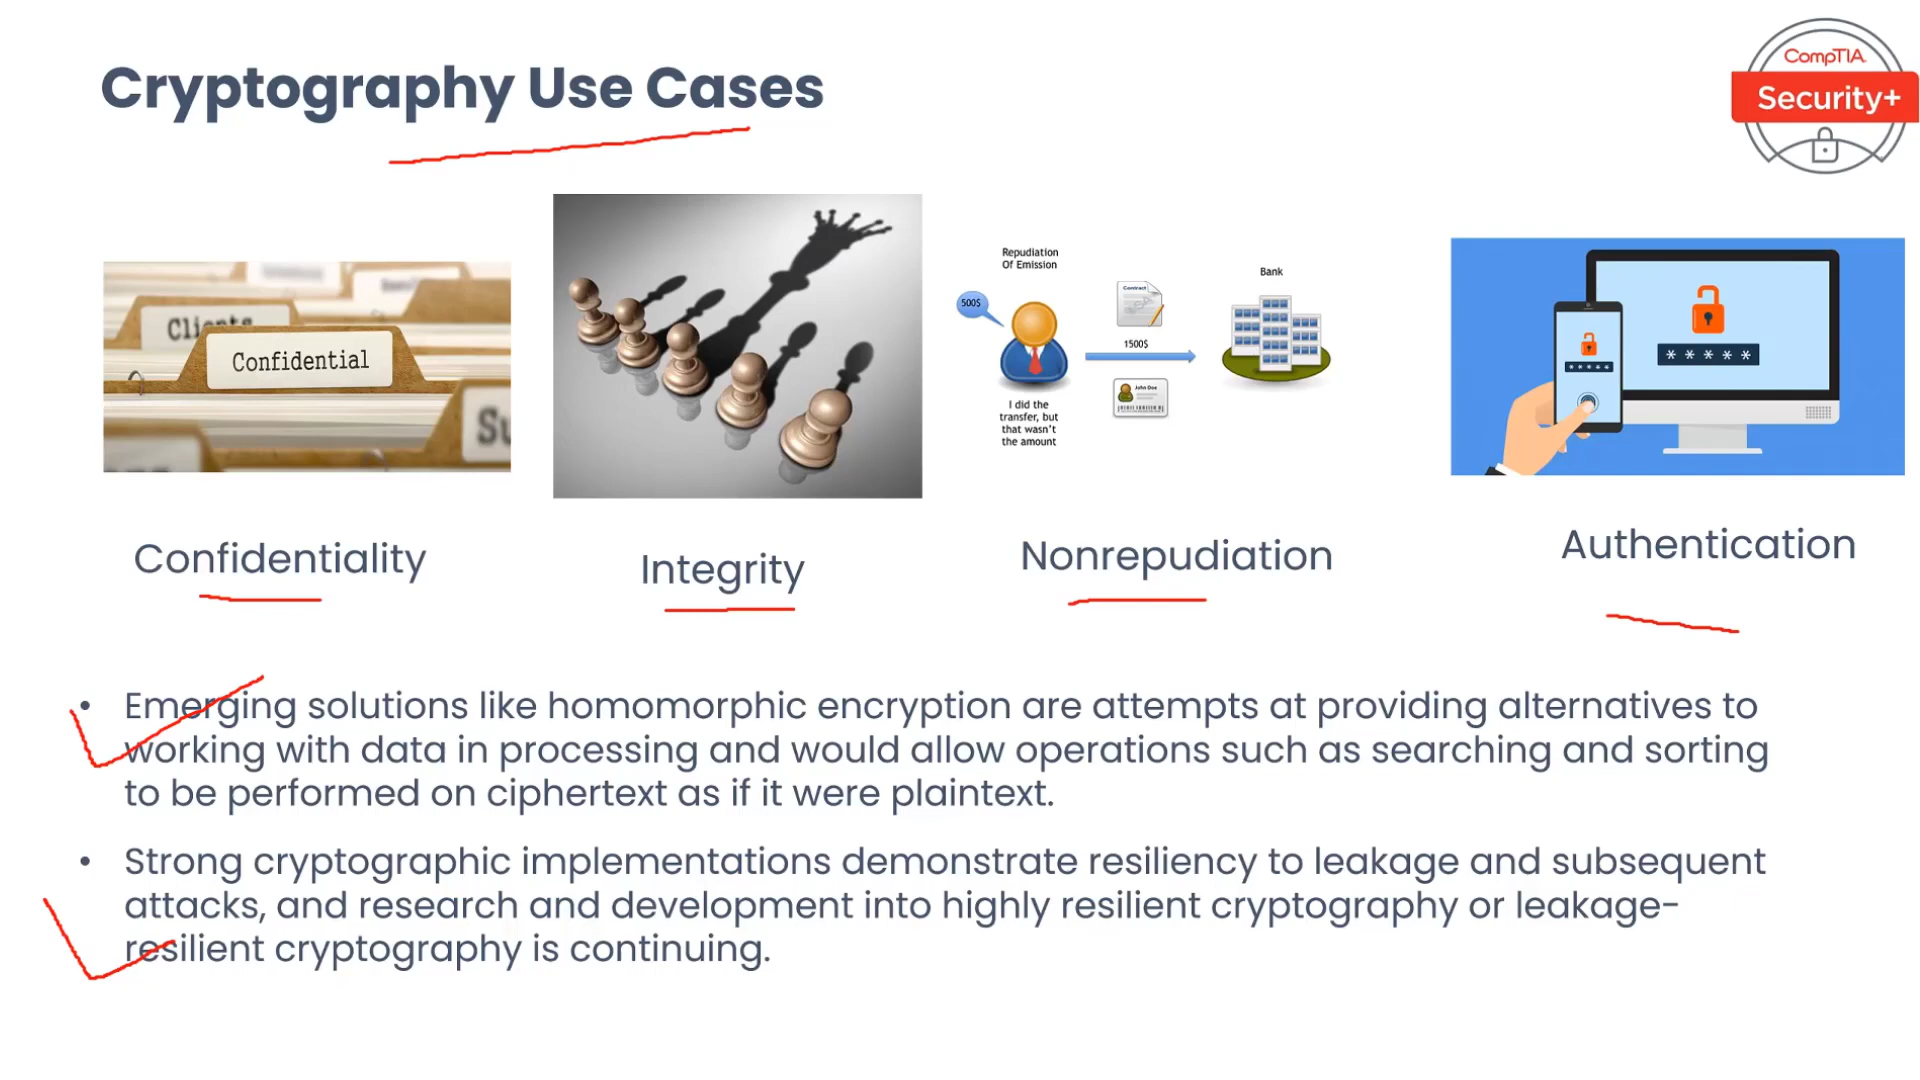 Cryptography Use Cases
CompTIA
Security+
Clients
Confidential
Su
Repudiation
Of Emission
500$
Contract
1500$
John Doe
I did the
transfer, but
that wasn't
the amount
Bank
*****
*****
Confidentiality
Integrity
Nonrepudiation
Authentication
• Emerging solutions like homomorphic encryption are attempts at providing alternatives to
working with data in processing and would allow operations such as searching and sorting
to be performed on ciphertext as if it were plaintext.
• Strong cryptographic implementations demonstrate resiliency to leakage and subsequent
attacks, and research and development into highly resilient cryptography or leakage-
resilient cryptography is continuing.